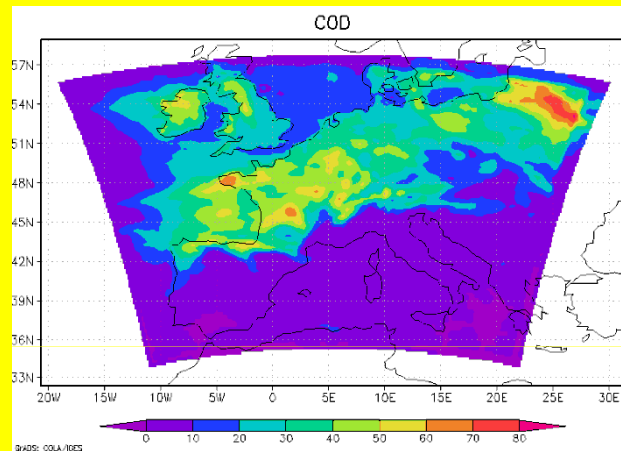 COD
57N
54N
51N
48N
45N
42N
39N
36N
33N
20W 15W 10W 5W 0 5E 10E 15E 20E 25E 30E
0 10 20 30 40 50 60 70 80
GrADS: COLA/IGES